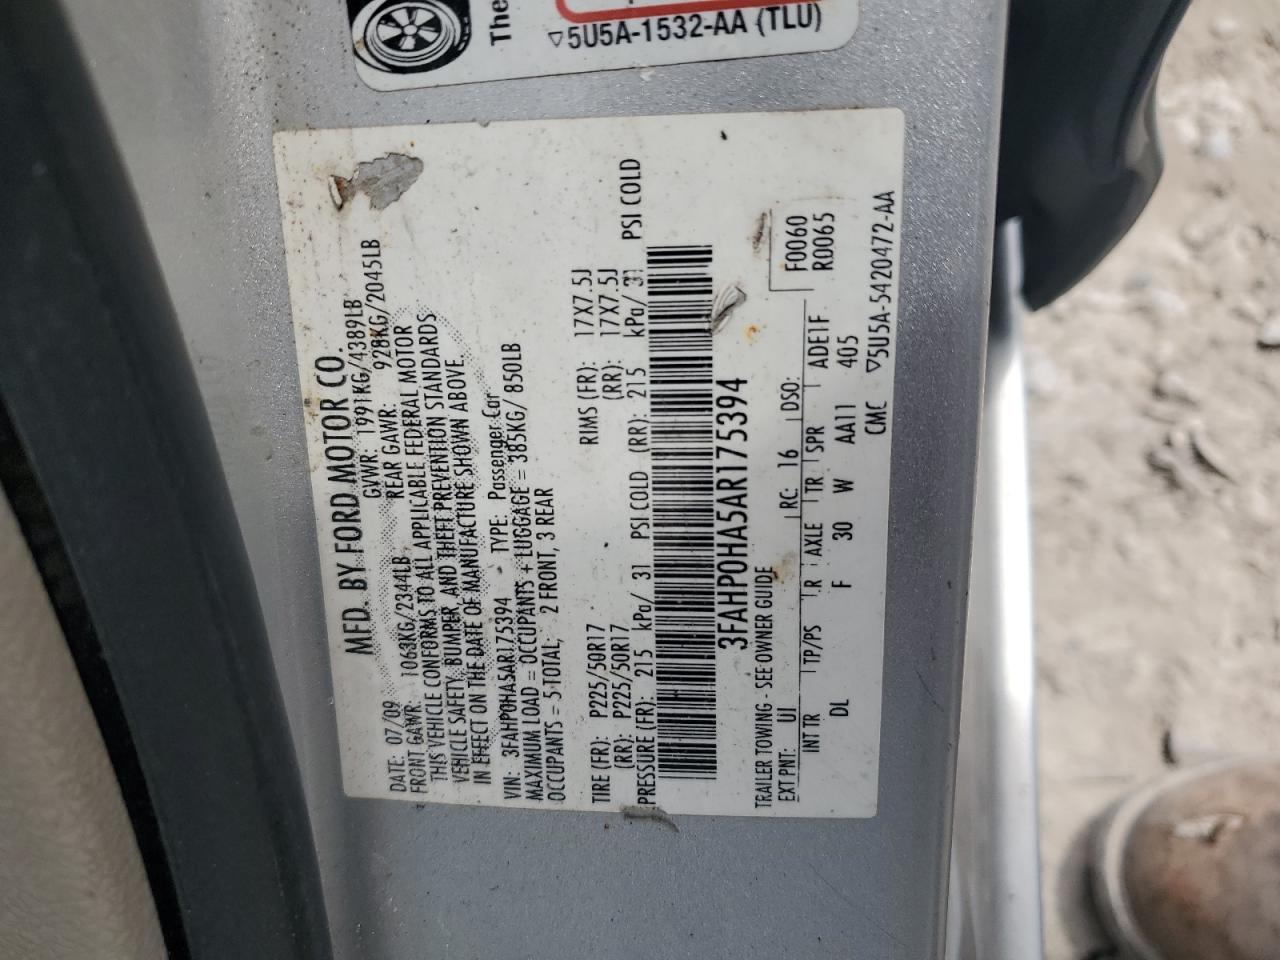 The
5U5A-1532-AA (TLU)
MFD. BY FORD MOTOR CO.
DATE: 07/09 GVWR: 1991KG/4389LB
FRONT GAWR: 1063KG/2344LB REAR GAWR: 928KG/2045LB
THIS VEHICLE CONFORMS TO ALL APPLICABLE FEDERAL MOTOR
VEHICLE SAFETY, BUMPER, AND THEFT PREVENTION STANDARDS
IN EFFECT ON THE DATE OF MANUFACTURE SHOWN ABOVE.
VIN: 3FAHP0HA5AR175394 TYPE: Passenger Car
MAXIMUM LOAD = OCCUPANTS + LUGGAGE = 385KG/ 850LB
OCCUPANTS = 5 TOTAL, 2 FRONT, 3 REAR
TIRE (FR): P225/50R17 RIMS (FR): 17X7.5J
(RR): P225/50R17 (RR): 17X7.5J
PRESSURE (FR): 215 kPa/ 31 PSI COLD (RR): 215 kPa/ 31 PSI COLD
3FAHP0HA5AR175394
TRAILER TOWING - SEE OWNER GUIDE F0060
EXT PNT: UI RC: 16 DSO: R0065
INT TR TP/PS R AXLE TR SPR ADE1F
DL F 30 W AA11 405
CMC ▽5U5A-5420472-AA